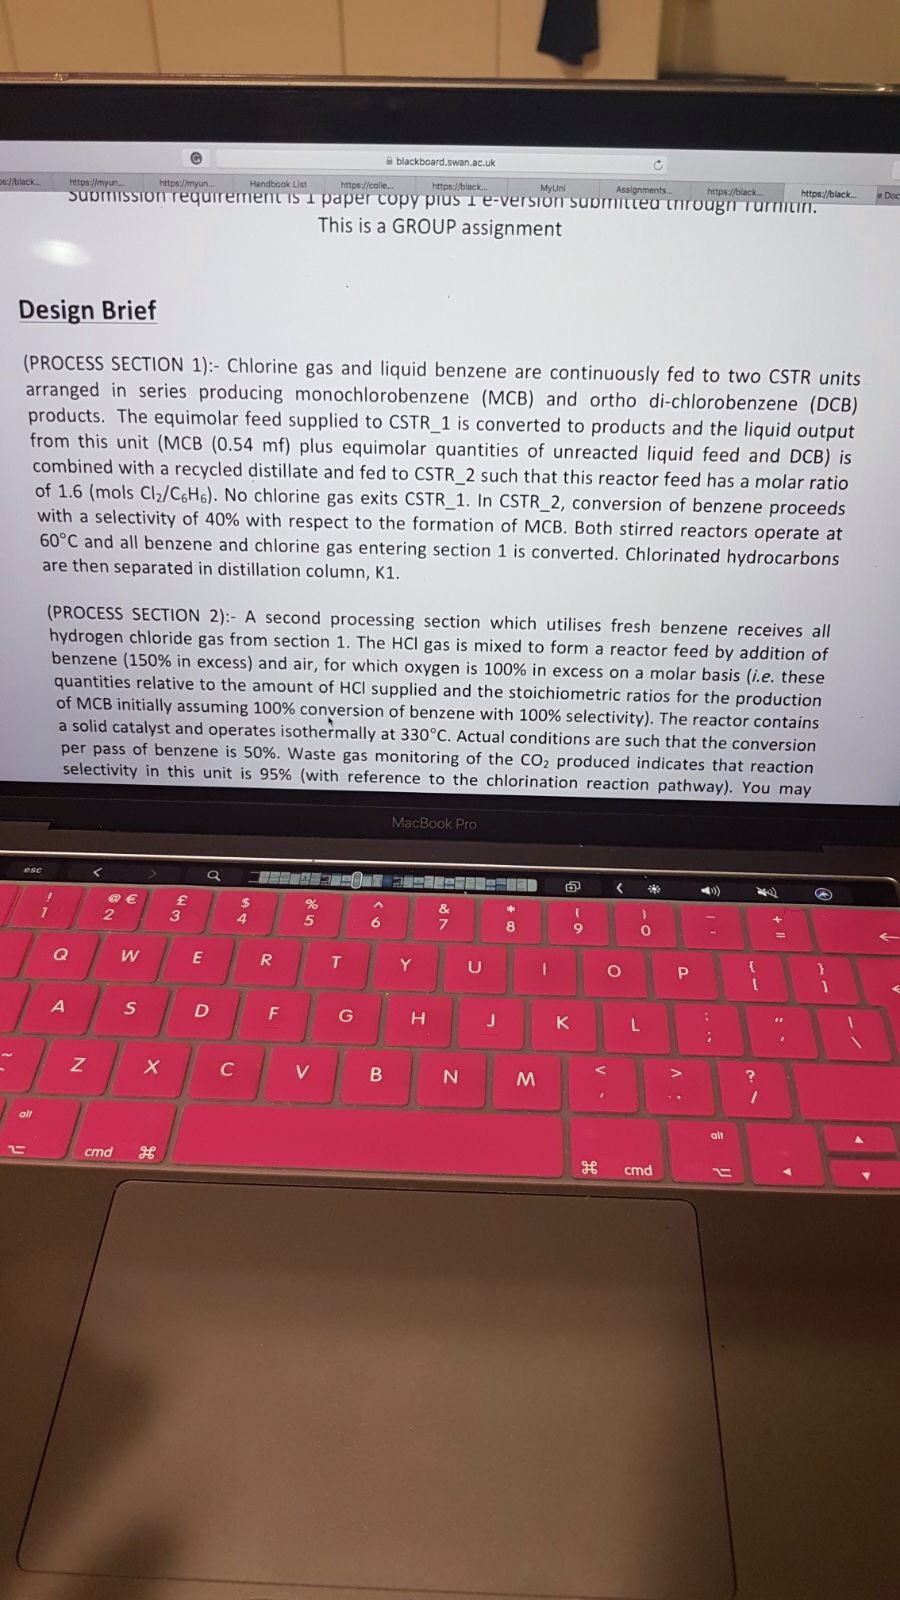 blackboard.swan.ac.uk
ps://black... https://myun... https://myun... Handbook List https://colle... https://black... MyUni Assignments... https://black... https://black... e Doc
Submission requirement is 1 paper copy plus 1 e-version submitted through Turnitin.
This is a GROUP assignment
Design Brief
(PROCESS SECTION 1):- Chlorine gas and liquid benzene are continuously fed to two CSTR units
arranged in series producing monochlorobenzene (MCB) and ortho di-chlorobenzene (DCB)
products. The equimolar feed supplied to CSTR_1 is converted to products and the liquid output
from this unit (MCB (0.54 mf) plus equimolar quantities of unreacted liquid feed and DCB) is
combined with a recycled distillate and fed to CSTR_2 such that this reactor feed has a molar ratio
of 1.6 (mols Cl₂/C₆H₆). No chlorine gas exits CSTR_1. In CSTR_2, conversion of benzene proceeds
with a selectivity of 40% with respect to the formation of MCB. Both stirred reactors operate at
60°C and all benzene and chlorine gas entering section 1 is converted. Chlorinated hydrocarbons
are then separated in distillation column, K1.
(PROCESS SECTION 2):- A second processing section which utilises fresh benzene receives all
hydrogen chloride gas from section 1. The HCl gas is mixed to form a reactor feed by addition of
benzene (150% in excess) and air, for which oxygen is 100% in excess on a molar basis (i.e. these
quantities relative to the amount of HCl supplied and the stoichiometric ratios for the production
of MCB initially assuming 100% conversion of benzene with 100% selectivity). The reactor contains
a solid catalyst and operates isothermally at 330°C. Actual conditions are such that the conversion
per pass of benzene is 50%. Waste gas monitoring of the CO₂ produced indicates that reaction
selectivity in this unit is 95% (with reference to the chlorination reaction pathway). You may
MacBook Pro
esc
! 1 @ € 2 £ 3 $ 4 % 5 ^ 6 & 7 * 8 ( 9 ) 0 _ - + =
Q W E R T Y U I O P { [ } ]
A S D F G H J K L : ; " ' | \
~ Z X C V B N M < , > . ? /
alt cmd ⌘ ⌘ cmd alt